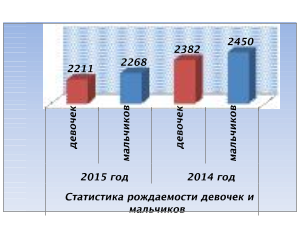 2211
2268
2382
2450
девочек
мальчиков
девочек
мальчиков
2015 год
2014 год
Статистика рождаемости девочек и
мальчиков